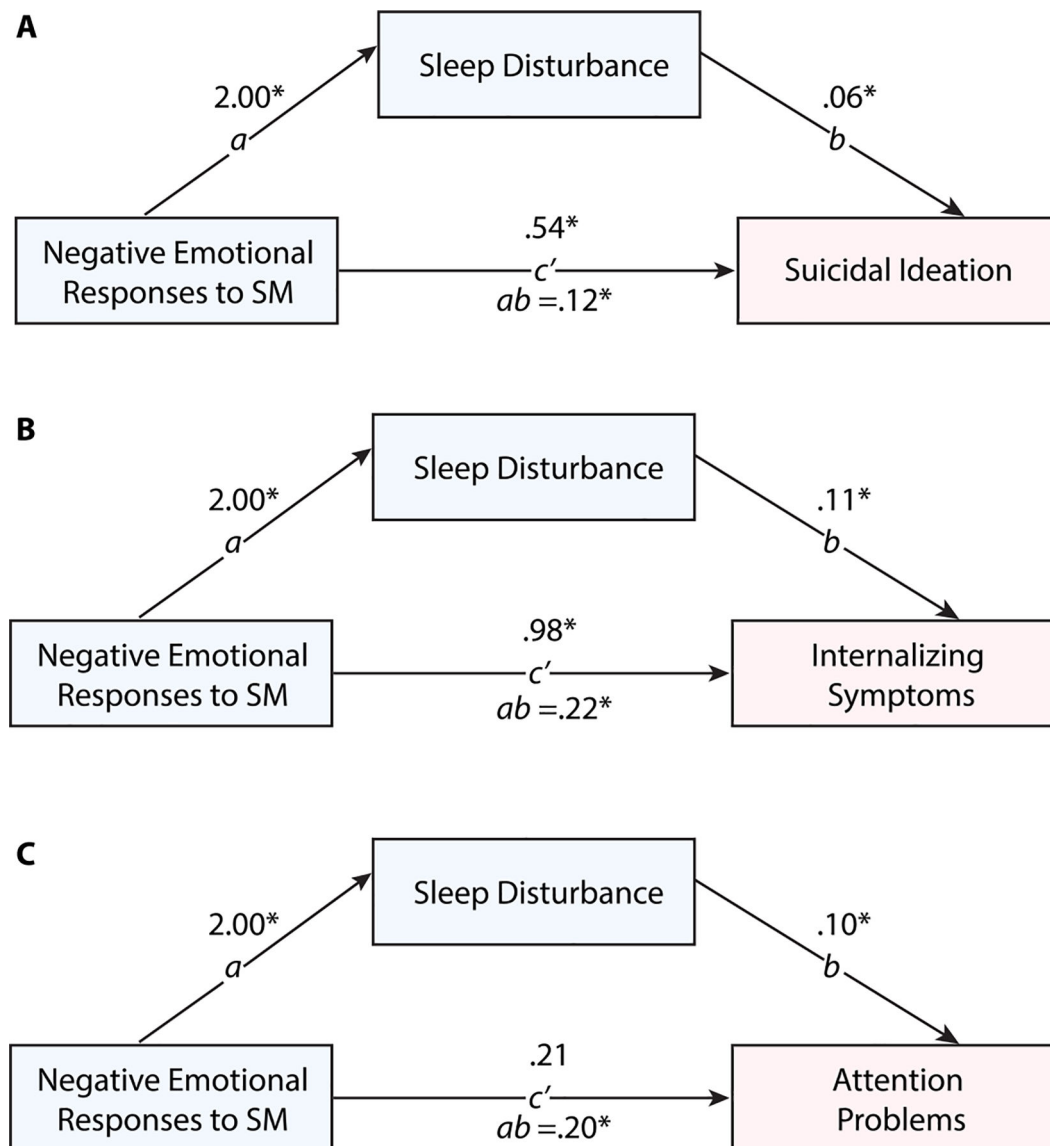 A
Sleep Disturbance
2.00*
a
.06*
b
Negative Emotional
Responses to SM
.54*
c′
ab =.12*
Suicidal Ideation
B
Sleep Disturbance
2.00*
a
.11*
b
Negative Emotional
Responses to SM
.98*
c′
ab =.22*
Internalizing
Symptoms
C
Sleep Disturbance
2.00*
a
.10*
b
Negative Emotional
Responses to SM
.21
c′
ab =.20*
Attention
Problems